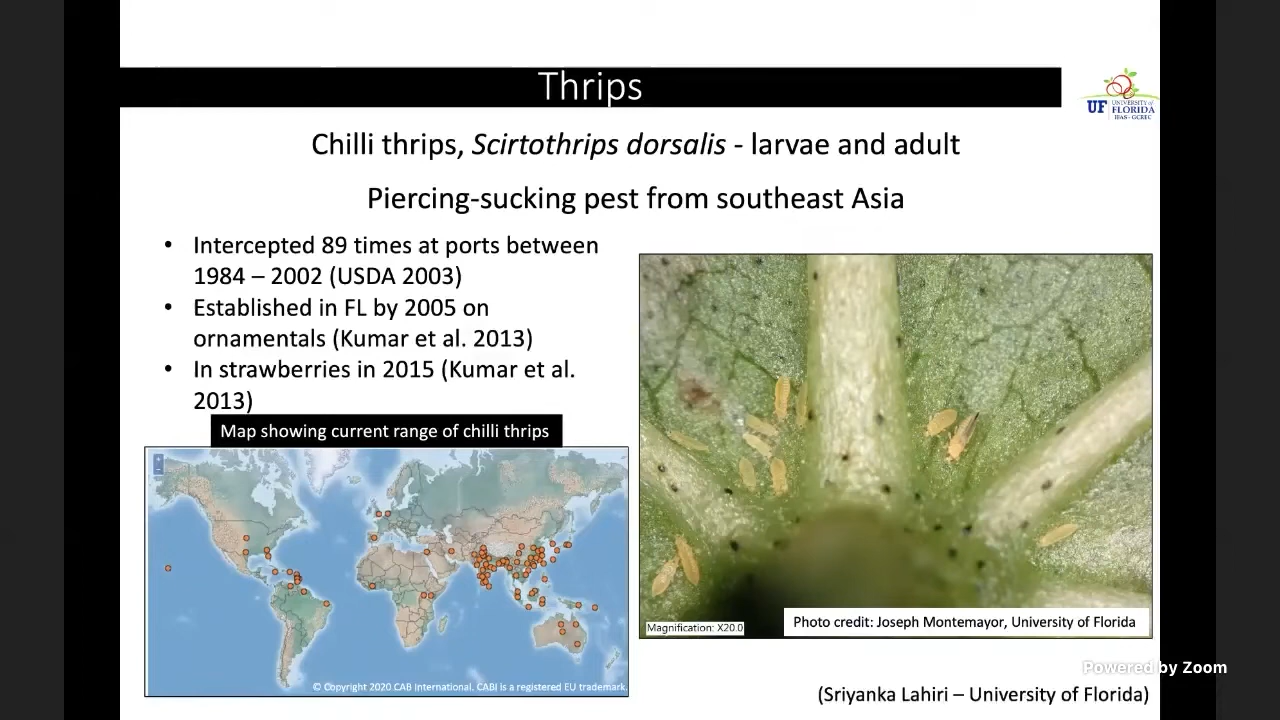 Thrips
UF UNIVERSITY of
FLORIDA
IFAS - GCREC
Chilli thrips, Scirtothrips dorsalis - larvae and adult
Piercing-sucking pest from southeast Asia
• Intercepted 89 times at ports between
1984 – 2002 (USDA 2003)
• Established in FL by 2005 on
ornamentals (Kumar et al. 2013)
• In strawberries in 2015 (Kumar et al.
2013)
Map showing current range of chilli thrips
© Copyright 2020 CAB International. CABI is a registered EU trademark.
Magnification: X20.0
Photo credit: Joseph Montemayor, University of Florida
Powered by Zoom
(Sriyanka Lahiri – University of Florida)